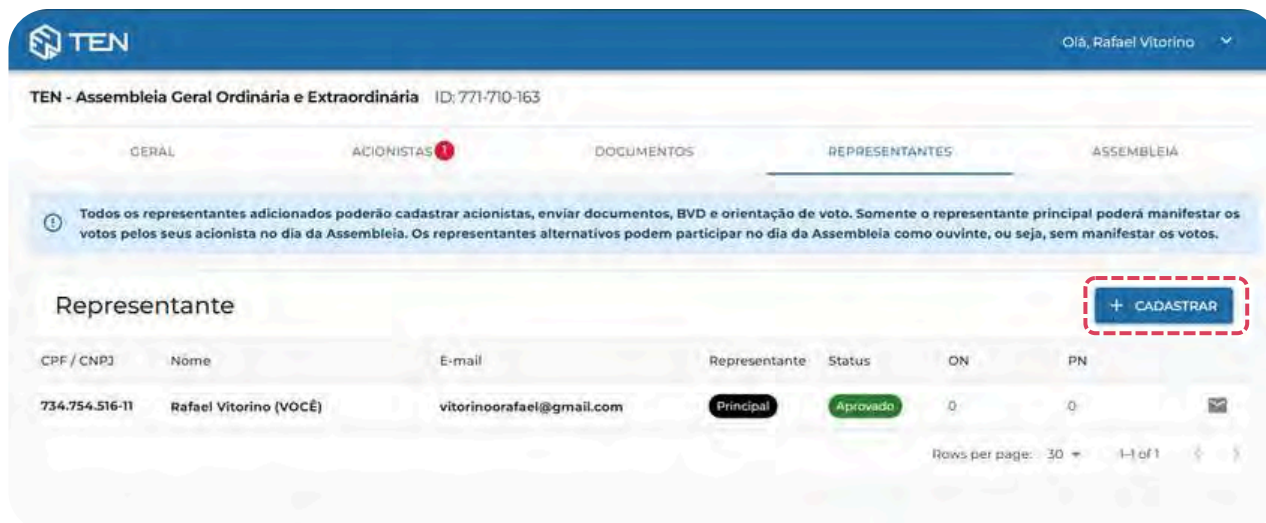 TEN
Olá, Rafael Vitorino
TEN - Assembleia Geral Ordinária e Extraordinária ID: 771-710-163
GERAL ACIONISTAS 1 DOCUMENTOS REPRESENTANTES ASSEMBLEIA
Todos os representantes adicionados poderão cadastrar acionistas, enviar documentos, BVD e orientação de voto. Somente o representante principal poderá manifestar os
votos pelos seus acionista no dia da Assembleia. Os representantes alternativos podem participar no dia da Assembleia como ouvinte, ou seja, sem manifestar os votos.
Representante
+ CADASTRAR
CPF / CNPJ Nome E-mail Representante Status ON PN
734.754.516-11 Rafael Vitorino (VOCÊ) vitorinoorafael@gmail.com Principal Aprovado 0 0
Rows per page: 30 1-1 of 1